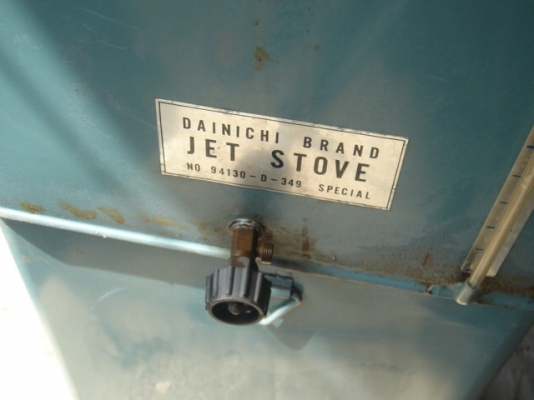 DAINICHI BRAND
JET STOVE
NO 94130-D-349 SPECIAL